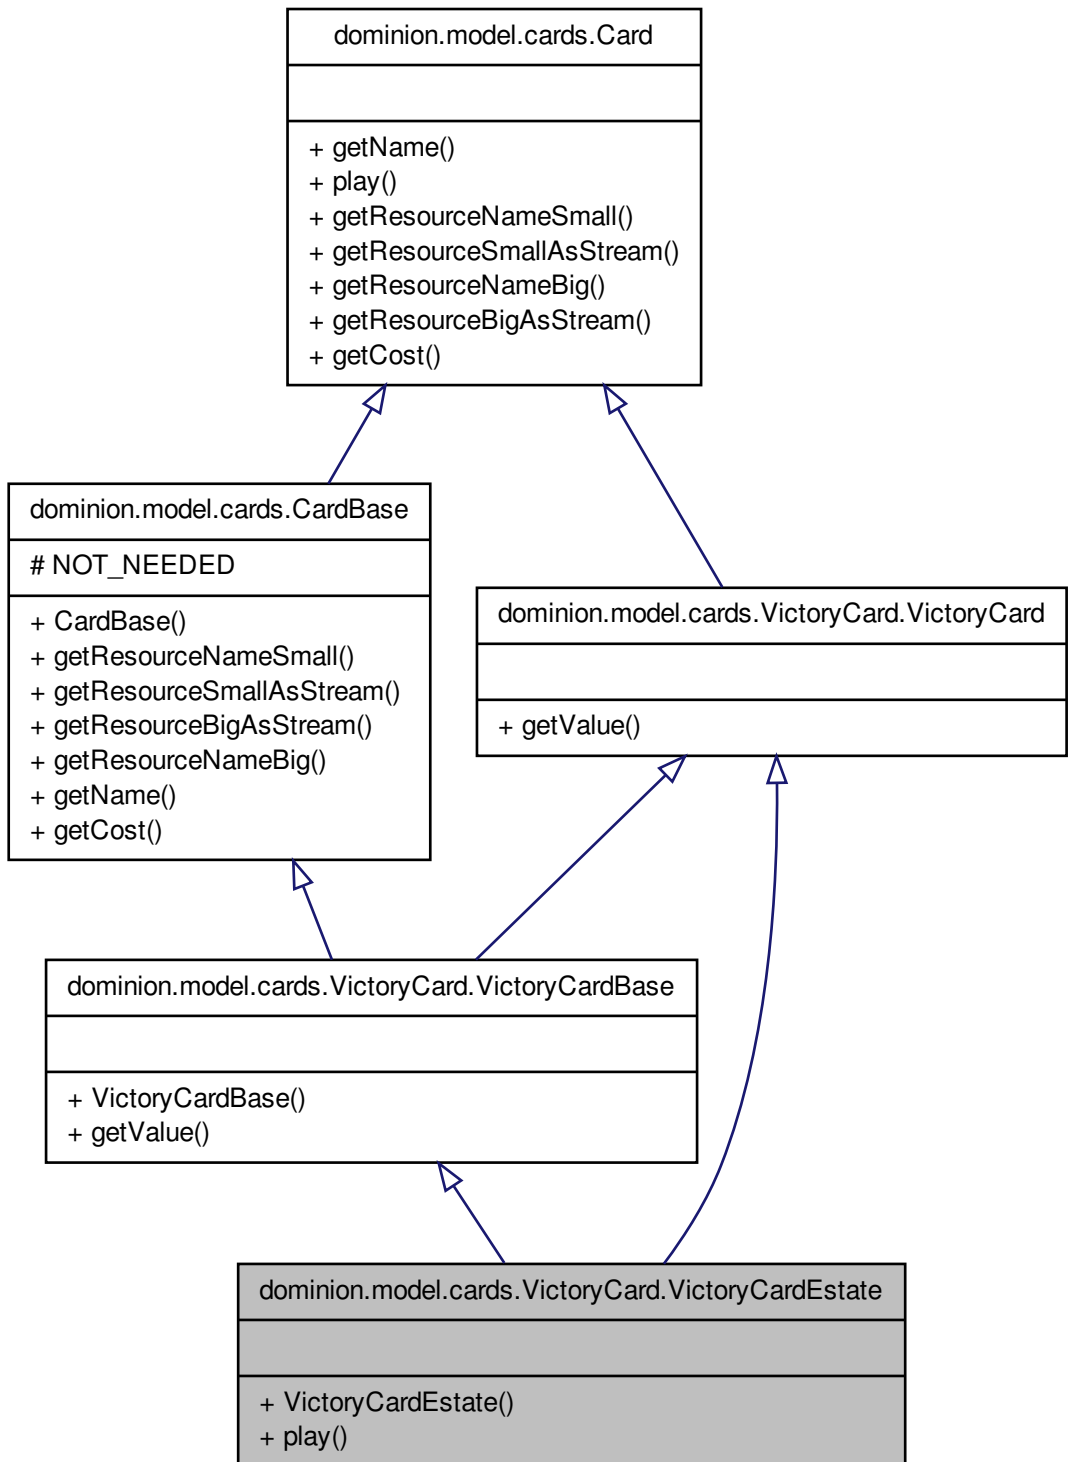 dominion.model.cards.Card
+ getName()
+ play()
+ getResourceNameSmall()
+ getResourceSmallAsStream()
+ getResourceNameBig()
+ getResourceBigAsStream()
+ getCost()
dominion.model.cards.CardBase
# NOT_NEEDED
+ CardBase()
+ getResourceNameSmall()
+ getResourceSmallAsStream()
+ getResourceBigAsStream()
+ getResourceNameBig()
+ getName()
+ getCost()
dominion.model.cards.VictoryCard.VictoryCard
+ getValue()
dominion.model.cards.VictoryCard.VictoryCardBase
+ VictoryCardBase()
+ getValue()
dominion.model.cards.VictoryCard.VictoryCardEstate
+ VictoryCardEstate()
+ play()